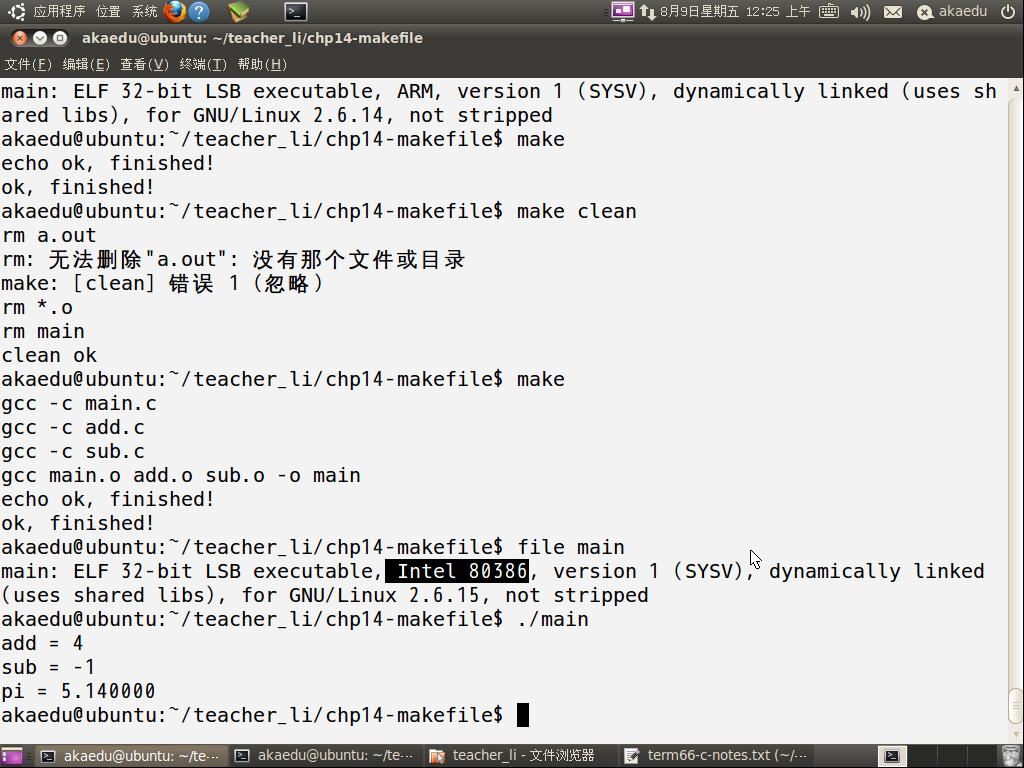 应用程序 位置 系统 8月9日星期五 12:25 上午 akaedu
akaedu@ubuntu: ~/teacher_li/chp14-makefile
文件(F) 编辑(E) 查看(V) 终端(T) 帮助(H)
main: ELF 32-bit LSB executable, ARM, version 1 (SYSV), dynamically linked (uses sh
ared libs), for GNU/Linux 2.6.14, not stripped
akaedu@ubuntu:~/teacher_li/chp14-makefile$ make
echo ok, finished!
ok, finished!
akaedu@ubuntu:~/teacher_li/chp14-makefile$ make clean
rm a.out
rm: 无法删除"a.out": 没有那个文件或目录
make: [clean] 错误 1 (忽略)
rm *.o
rm main
clean ok
akaedu@ubuntu:~/teacher_li/chp14-makefile$ make
gcc -c main.c
gcc -c add.c
gcc -c sub.c
gcc main.o add.o sub.o -o main
echo ok, finished!
ok, finished!
akaedu@ubuntu:~/teacher_li/chp14-makefile$ file main
main: ELF 32-bit LSB executable, Intel 80386, version 1 (SYSV), dynamically linked
(uses shared libs), for GNU/Linux 2.6.15, not stripped
akaedu@ubuntu:~/teacher_li/chp14-makefile$ ./main
add = 4
sub = -1
pi = 5.140000
akaedu@ubuntu:~/teacher_li/chp14-makefile$
akaedu@ubuntu: ~/te··· akaedu@ubuntu: ~/te··· teacher_li - 文件浏览器 term66-c-notes.txt (~/···